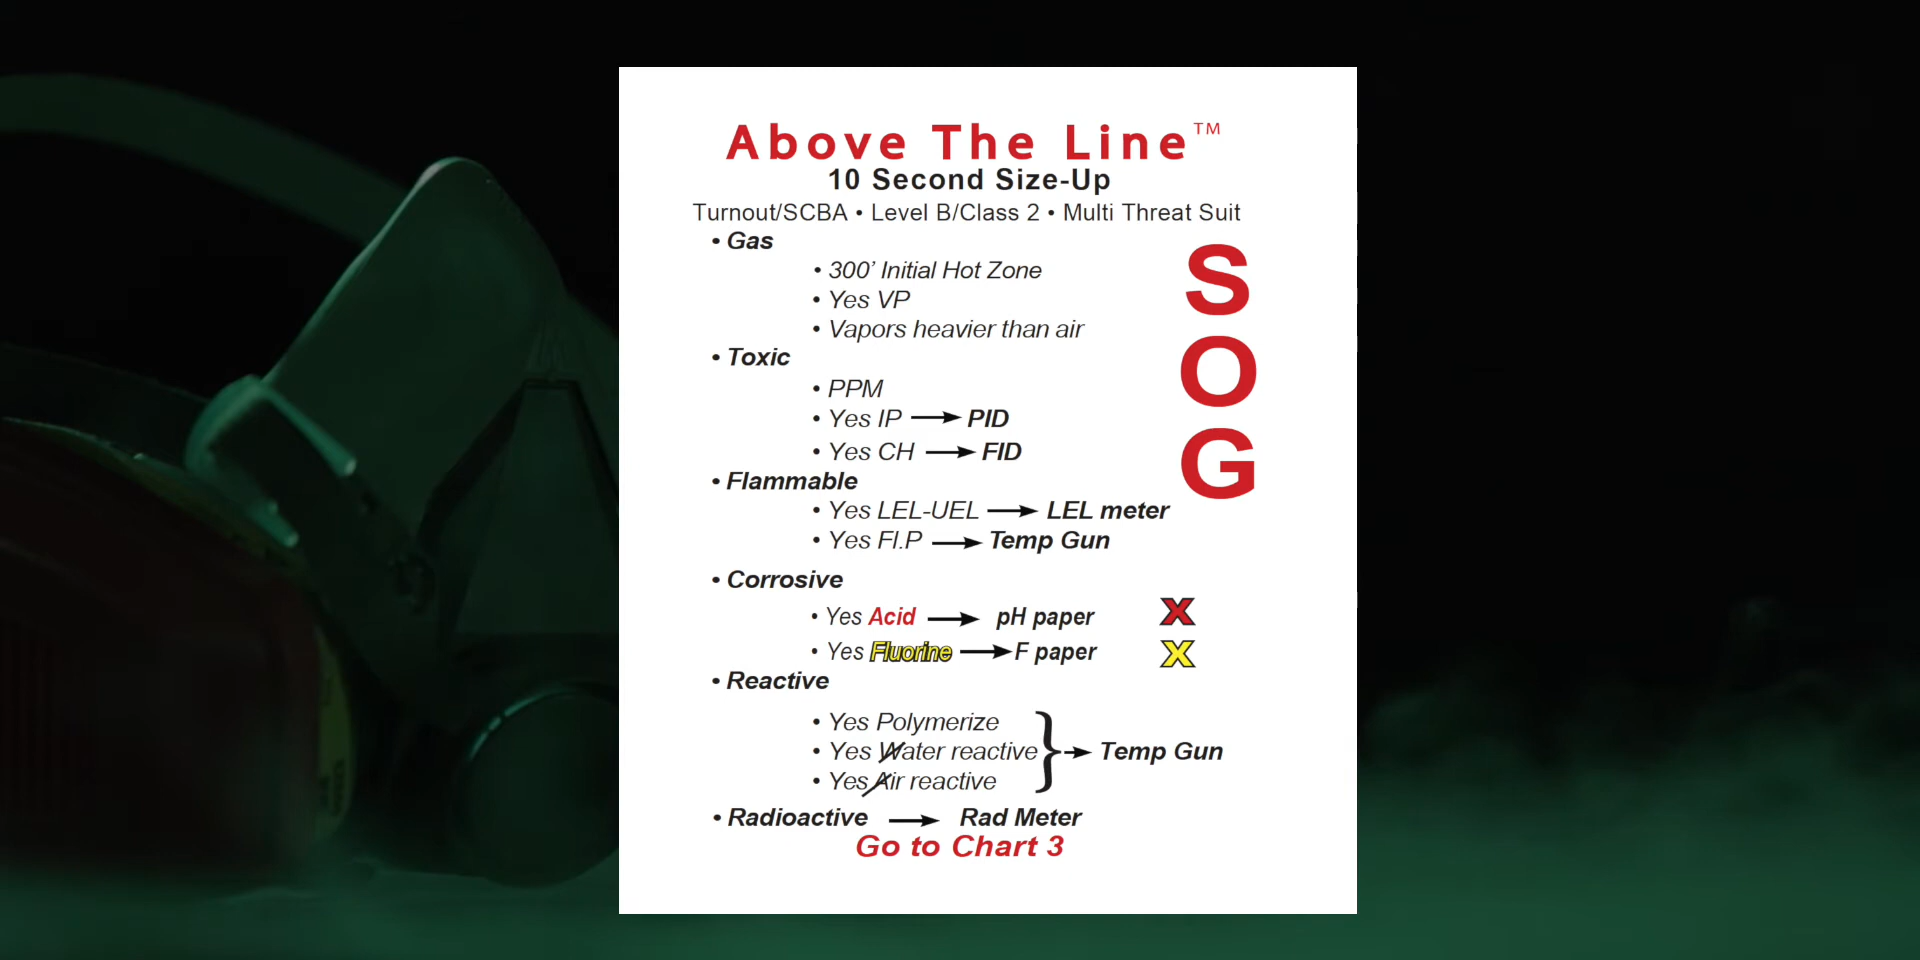 Above The Line™
10 Second Size-Up
Turnout/SCBA • Level B/Class 2 • Multi Threat Suit
• Gas
• 300’ Initial Hot Zone
• Yes VP
• Vapors heavier than air
• Toxic
• PPM
• Yes IP → PID
• Yes CH → FID
• Flammable
• Yes LEL-UEL → LEL meter
• Yes Fl.P → Temp Gun
• Corrosive
• Yes Acid → pH paper X
• Yes Fluorine → F paper X
• Reactive
• Yes Polymerize
• Yes Water reactive } → Temp Gun
• Yes Air reactive
• Radioactive → Rad Meter
Go to Chart 3
S
O
G